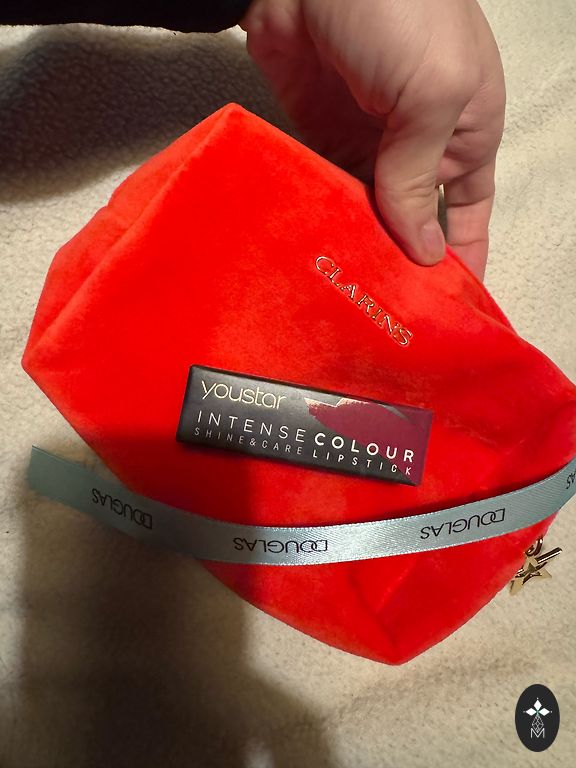 CLARINS
youstar
INTENSE COLOUR
SHINE & CARE LIPSTICK
DOUGLAS DOUGLAS DOUGLAS
M